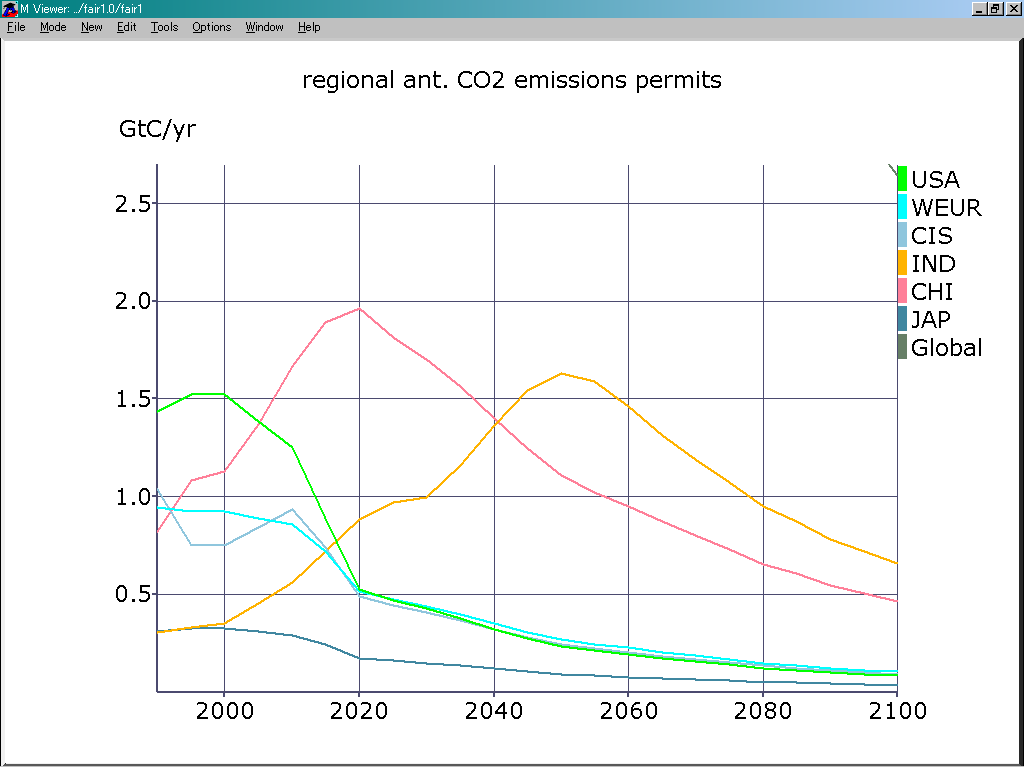 M Viewer: ../fair1.0/fair1
File Mode New Edit Tools Options Window Help
regional ant. CO2 emissions permits
GtC/yr
2.5
2.0
1.5
1.0
0.5
2000 2020 2040 2060 2080 2100
USA
WEUR
CIS
IND
CHI
JAP
Global